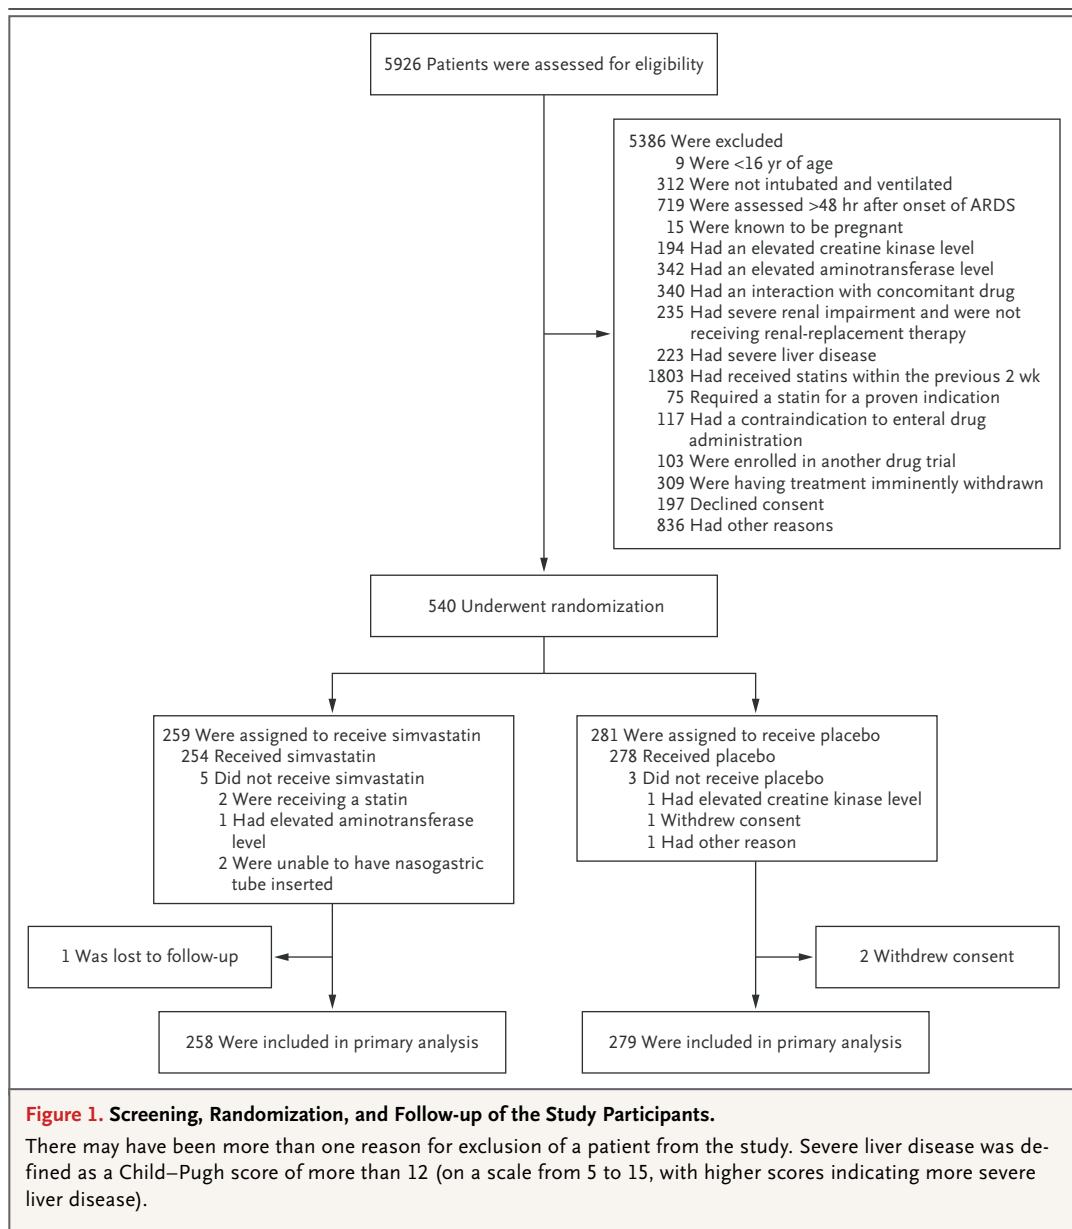 5926 Patients were assessed for eligibility
5386 Were excluded
9 Were <16 yr of age
312 Were not intubated and ventilated
719 Were assessed >48 hr after onset of ARDS
15 Were known to be pregnant
194 Had an elevated creatine kinase level
342 Had an elevated aminotransferase level
340 Had an interaction with concomitant drug
235 Had severe renal impairment and were not
receiving renal-replacement therapy
223 Had severe liver disease
1803 Had received statins within the previous 2 wk
75 Required a statin for a proven indication
117 Had a contraindication to enteral drug
administration
103 Were enrolled in another drug trial
309 Were having treatment imminently withdrawn
197 Declined consent
836 Had other reasons
540 Underwent randomization
259 Were assigned to receive simvastatin
254 Received simvastatin
5 Did not receive simvastatin
2 Were receiving a statin
1 Had elevated aminotransferase
level
2 Were unable to have nasogastric
tube inserted
281 Were assigned to receive placebo
278 Received placebo
3 Did not receive placebo
1 Had elevated creatine kinase level
1 Withdrew consent
1 Had other reason
1 Was lost to follow-up
2 Withdrew consent
258 Were included in primary analysis
279 Were included in primary analysis
Figure 1. Screening, Randomization, and Follow-up of the Study Participants.
There may have been more than one reason for exclusion of a patient from the study. Severe liver disease was de-
fined as a Child–Pugh score of more than 12 (on a scale from 5 to 15, with higher scores indicating more severe
liver disease).